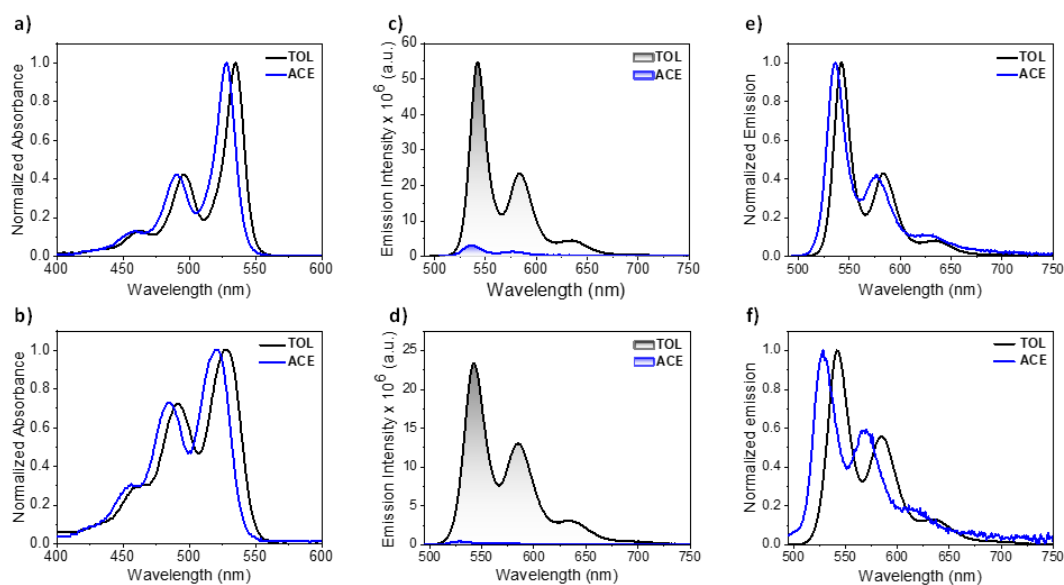 a)
Normalized Absorbance
1.0
0.8
0.6
0.4
0.2
0.0
400 450 500 550 600
Wavelength (nm)
TOL
ACE
c)
Emission Intensity x 10⁶ (a.u.)
60
50
40
30
20
10
0
500 550 600 650 700 750
Wavelength (nm)
TOL
ACE
e)
Normalized Emission
1.0
0.8
0.6
0.4
0.2
0.0
500 550 600 650 700 750
Wavelength (nm)
TOL
ACE
b)
Normalized Absorbance
1.0
0.8
0.6
0.4
0.2
0.0
400 450 500 550 600
Wavelength (nm)
TOL
ACE
d)
Emission Intensity x 10⁶ (a.u.)
25
20
15
10
5
0
500 550 600 650 700 750
Wavelength (nm)
TOL
ACE
f)
Normalized emission
1.0
0.8
0.6
0.4
0.2
0.0
500 550 600 650 700 750
Wavelength (nm)
TOL
ACE